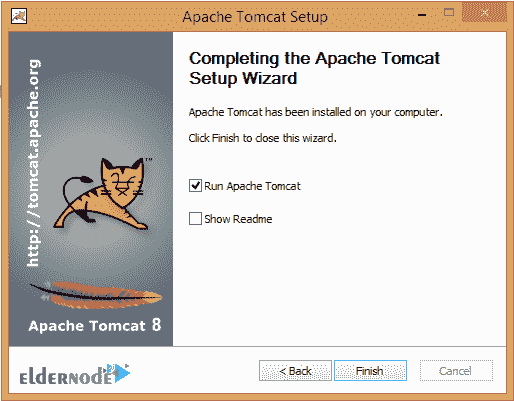 Apache Tomcat Setup
Completing the Apache Tomcat
Setup Wizard
Apache Tomcat has been installed on your computer.
Click Finish to close this wizard.
Run Apache Tomcat
Show Readme
http://tomcat.apache.org
TM
Apache Tomcat 8
eldernode
< Back
Finish
Cancel